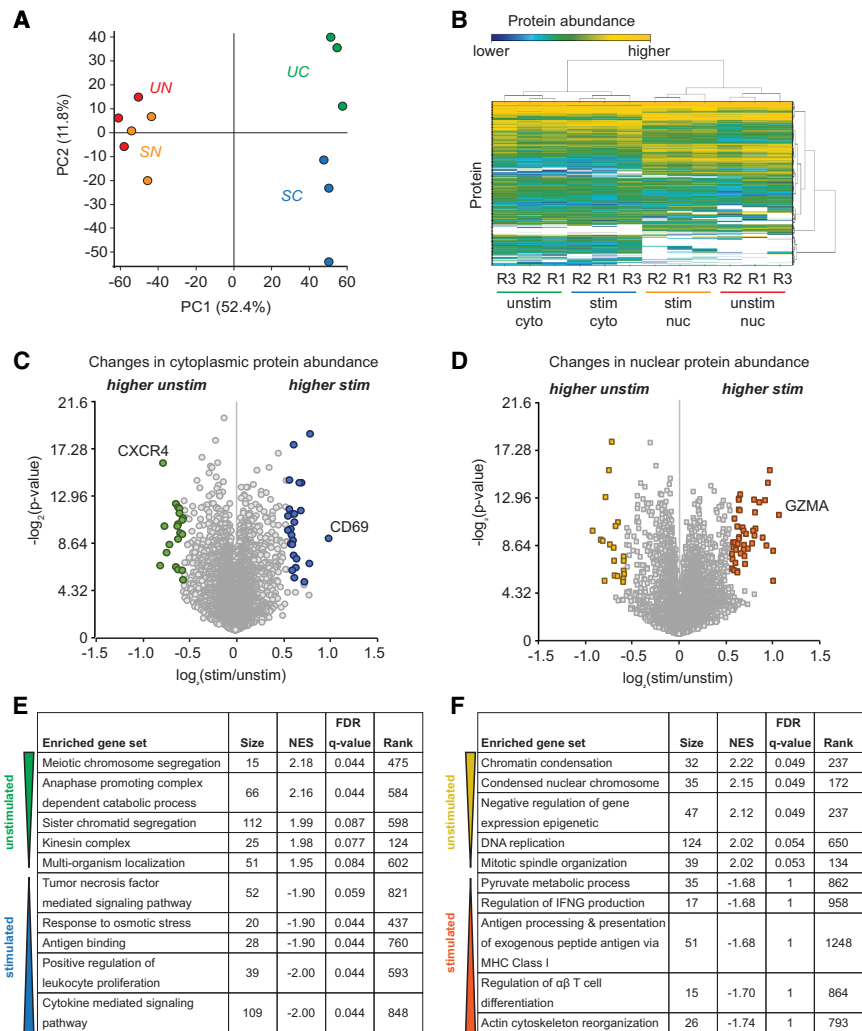 A
40
30
20
10
0
-10
-20
-30
-40
-50
PC2 (11.8%)
UN
SN
UC
SC
-60 -40 -20 0 20 40 60
PC1 (52.4%)
B
Protein abundance
lower higher
Protein
R3 R2 R1 R2 R1 R3 R2 R1 R3 R2 R1 R3
unstim stim stim unstim
cyto cyto nuc nuc
C
Changes in cytoplasmic protein abundance
higher unstim higher stim
21.6
17.28
12.96
8.64
4.32
0
-log2(p-value)
CXCR4
CD69
-1.5 -1.0 -0.5 0 0.5 1.0 1.5
log2(stim/unstim)
D
Changes in nuclear protein abundance
higher unstim higher stim
21.6
17.28
12.96
8.64
4.32
0
-log2(p-value)
GZMA
-1.5 -1.0 -0.5 0 0.5 1.0 1.5
log2(stim/unstim)
E
unstimulated
stimulated
FDR
Enriched gene set Size NES q-value Rank
Meiotic chromosome segregation 15 2.18 0.044 475
Anaphase promoting complex
dependent catabolic process 66 2.16 0.044 584
Sister chromatid segregation 112 1.99 0.087 598
Kinesin complex 25 1.98 0.077 124
Multi-organism localization 51 1.95 0.084 602
Tumor necrosis factor
mediated signaling pathway 52 -1.90 0.059 821
Response to osmotic stress 20 -1.90 0.044 437
Antigen binding 28 -1.90 0.044 760
Positive regulation of
leukocyte proliferation 39 -2.00 0.044 593
Cytokine mediated signaling
pathway 109 -2.00 0.044 848
F
unstimulated
stimulated
FDR
Enriched gene set Size NES q-value Rank
Chromatin condensation 32 2.22 0.049 237
Condensed nuclear chromosome 35 2.15 0.049 172
Negative regulation of gene
expression epigenetic 47 2.12 0.049 237
DNA replication 124 2.02 0.054 650
Mitotic spindle organization 39 2.02 0.053 134
Pyruvate metabolic process 35 -1.68 1 862
Regulation of IFNG production 17 -1.68 1 958
Antigen processing & presentation
of exogenous peptide antigen via 51 -1.68 1 1248
MHC Class I
Regulation of αβ T cell
differentiation 15 -1.70 1 864
Actin cytoskeleton reorganization 26 -1.74 1 793